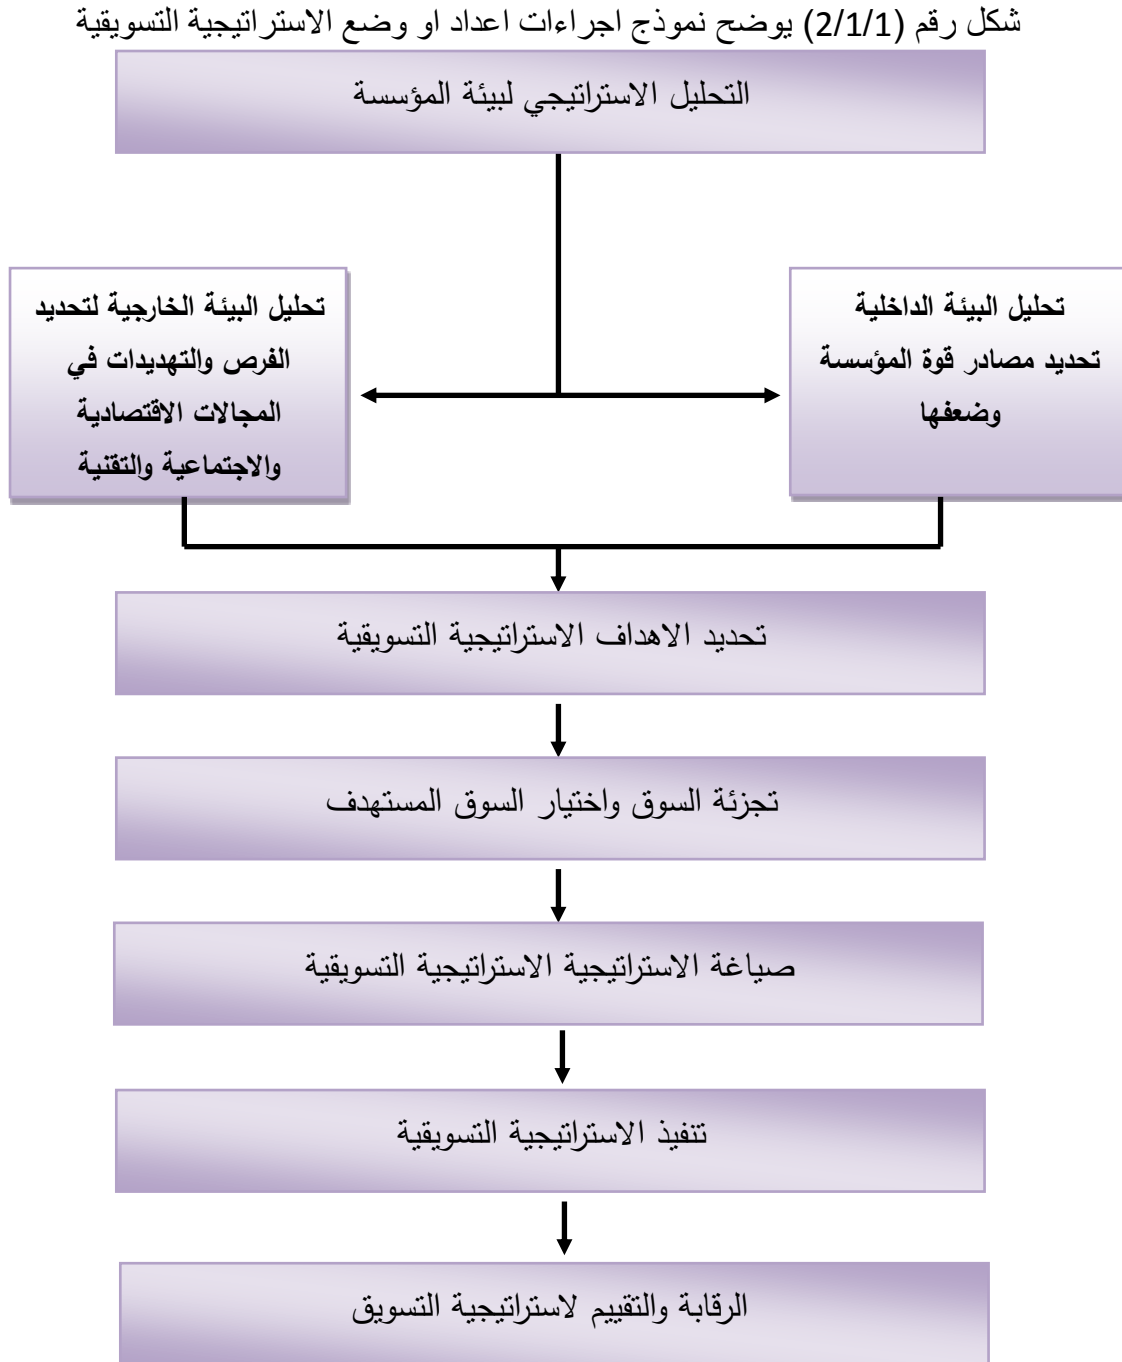 شكل رقم (2/1/1) يوضح نموذج اجراءات اعداد او وضع الاستراتيجية التسويقية
التحليل الاستراتيجي لبيئة المؤسسة
تحليل البيئة الداخلية
تحديد مصادر قوة المؤسسة
وضعفها
تحليل البيئة الخارجية لتحديد
الفرص والتهديدات في
المجالات الاقتصادية
والاجتماعية والتقنية
تحديد الاهداف الاستراتيجية التسويقية
تجزئة السوق واختيار السوق المستهدف
صياغة الاستراتيجية الاستراتيجية التسويقية
تنفيذ الاستراتيجية التسويقية
الرقابة والتقييم لاستراتيجية التسويق